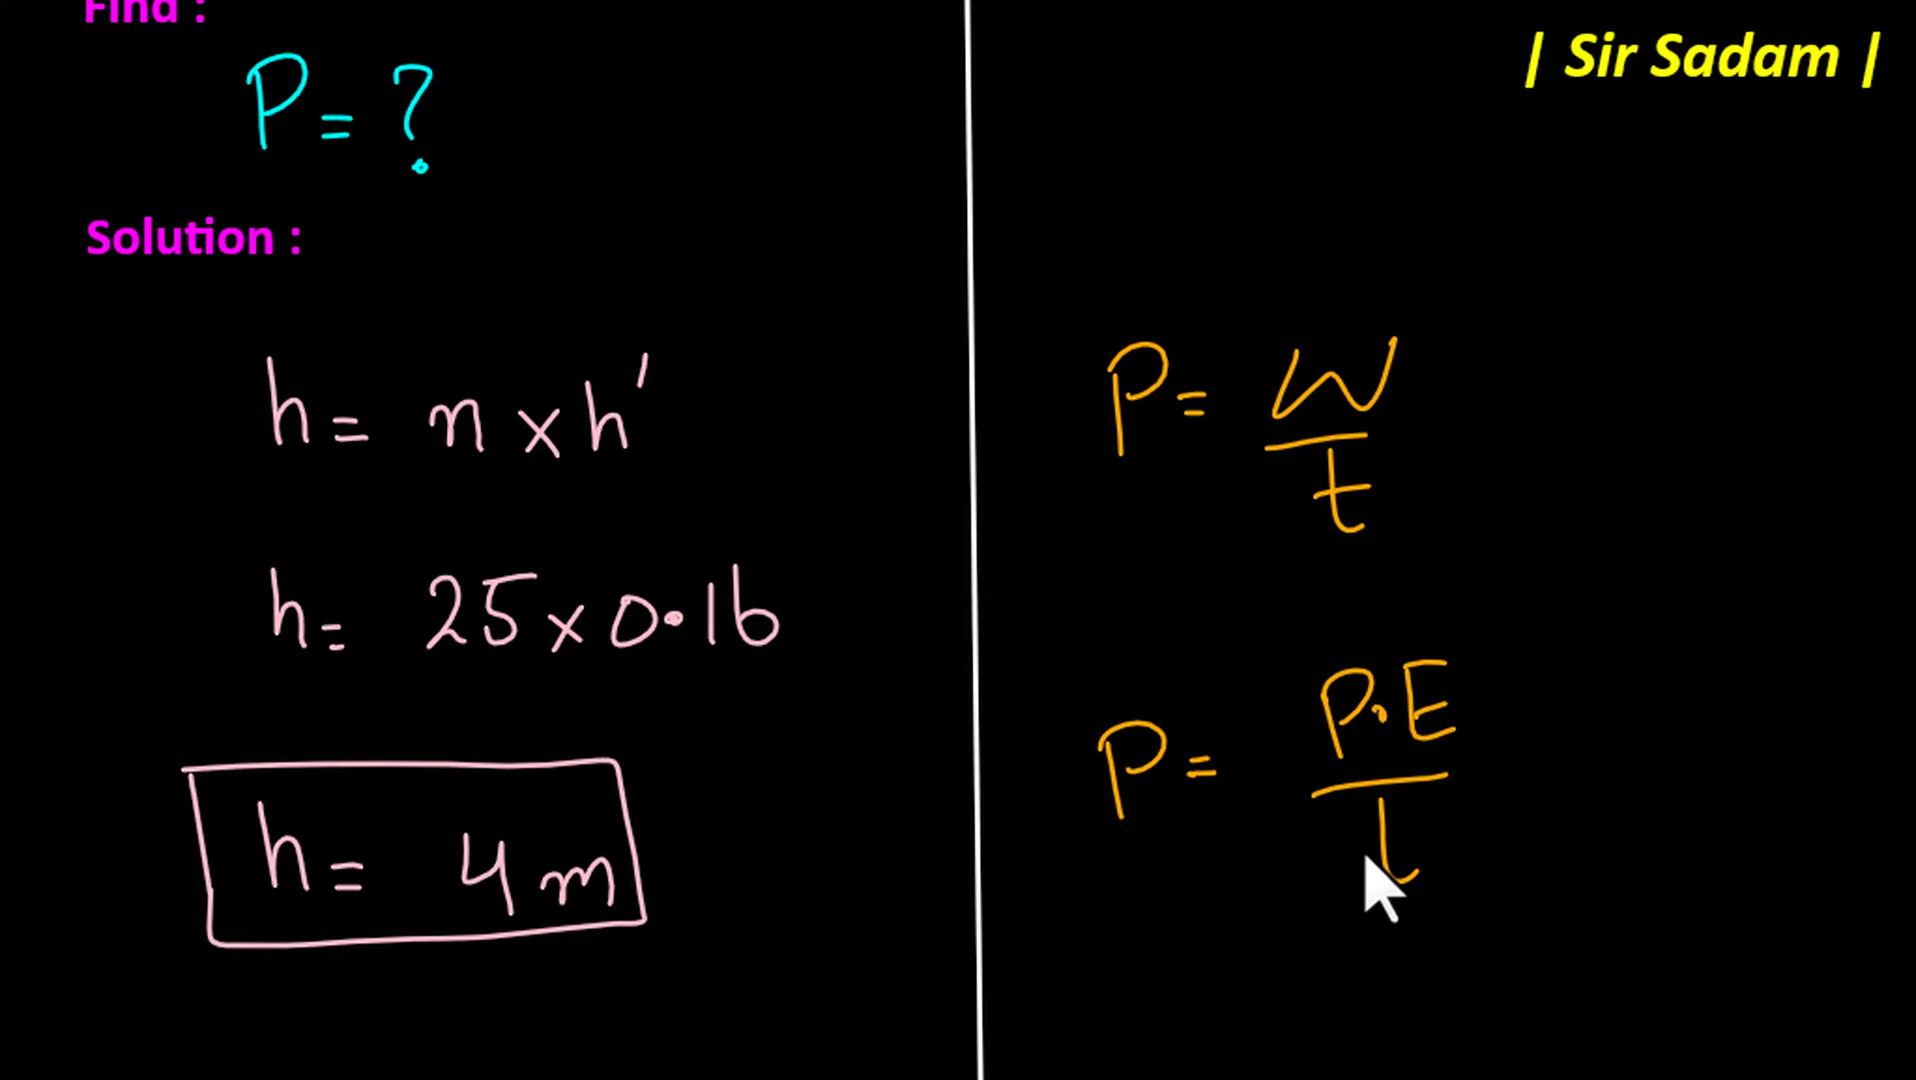 Find :
P = ?
Solution :
h = n × h'
h = 25 × 0.16
h = 4 m
| Sir Sadam |
P = W
t
P = P.E
t